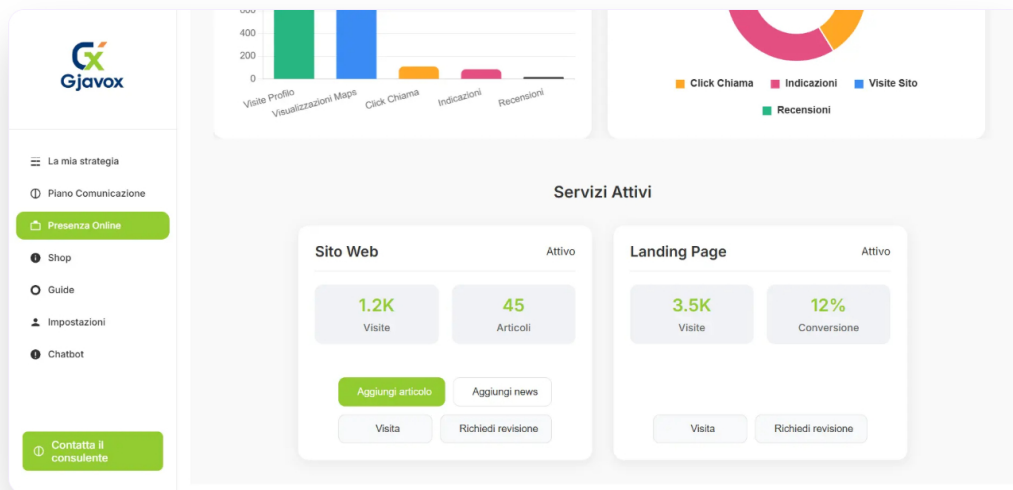 Gjavox
La mia strategia
Piano Comunicazione
Presenza Online
Shop
Guide
Impostazioni
Chatbot
Contatta il
consulente
600
400
200
0
Visite Profilo
Visualizzazioni Maps
Click Chiama
Indicazioni
Recensioni
Click Chiama
Indicazioni
Visite Sito
Recensioni
Servizi Attivi
Sito Web
Attivo
1.2K
Visite
45
Articoli
Aggiungi articolo
Aggiungi news
Visita
Richiedi revisione
Landing Page
Attivo
3.5K
Visite
12%
Conversione
Visita
Richiedi revisione